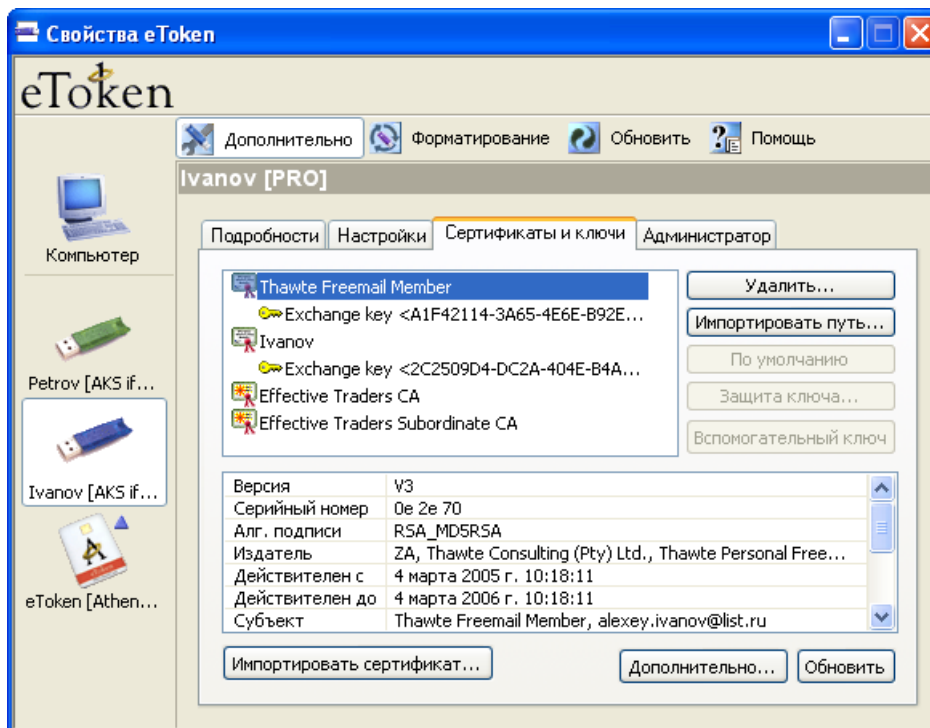 Свойства eToken
eToken
Дополнительно Форматирование Обновить Помощь
Ivanov [PRO]
Компьютер
Petrov [AKS if...
Ivanov [AKS if...
eToken [Athen...
Подробности Настройки Сертификаты и ключи Администратор
Thawte Freemail Member
Exchange key <A1F42114-3A65-4E6E-B92E...
Ivanov
Exchange key <2C2509D4-DC2A-404E-B4A...
Effective Traders CA
Effective Traders Subordinate CA
Удалить...
Импортировать путь...
По умолчанию
Защита ключа...
Вспомогательный ключ
Версия V3
Серийный номер 0e 2e 70
Алг. подписи RSA_MD5RSA
Издатель ZA, Thawte Consulting (Pty) Ltd., Thawte Personal Free...
Действителен с 4 марта 2005 г. 10:18:11
Действителен до 4 марта 2006 г. 10:18:11
Субъект Thawte Freemail Member, alexey.ivanov@list.ru
Импортировать сертификат... Дополнительно... Обновить